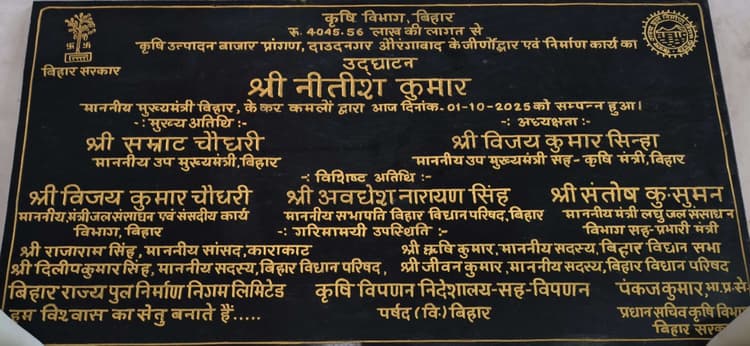 कृषि विभाग, बिहार
रू. 4045.56 लाख की लागत से
कृषि उत्पादन बाजार प्रांगण, दाउदनगर औरंगाबाद के जीर्णोद्वार एवं निर्माण कार्य का
बिहार सरकार
उद्घाटन
श्री नीतीश कुमार
माननीय मुख्यमंत्री बिहार, के कर कमलों द्वारा आज दिनांक-01-10-2025 को सम्पन्न हुआ।
-: मुख्य अतिथि :- -: अध्यक्षता :-
श्री सम्राट चौधरी श्री विजय कुमार सिन्हा
माननीय उप मुख्यमंत्री, बिहार माननीय उप मुख्यमंत्री सह- कृषि मंत्री, बिहार
-: विशिष्ट अतिथि :-
श्री विजय कुमार चौधरी श्री अवधेश नारायण सिंह श्री संतोष कु॰ सुमन
माननीय, मंत्री जल संसाधन एवं संसदीय कार्य माननीय सभापति बिहार विधान परिषद, बिहार माननीय मंत्री लघु जल संसाधन
विभाग, बिहार -: गरिमामयी उपस्थिति :- विभाग सह-प्रभारी मंत्री
श्री राजाराम सिंह, माननीय सांसद, काराकाट श्री ऋषि कुमार, माननीय सदस्य, बिहार विधान सभा
श्री दिलीप कुमार सिंह, माननीय सदस्य, बिहार विधान परिषद, श्री जीवन कुमार, माननीय सदस्य, बिहार विधान परिषद
बिहार राज्य पुल निर्माण निगम लिमिटेड कृषि विपणन निदेशालय-सह-विपणन पंकज कुमार, भा.प्र.से-
हम विश्वास का सेतु बनाते हैं..... पर्षद (वि॰) बिहार प्रधान सचिव कृषि विभा
बिहार सरका